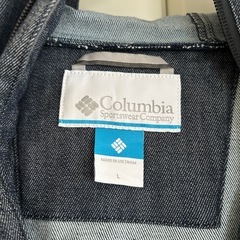 Columbia
Sportswear Company
MADE IN VIETNAM
L